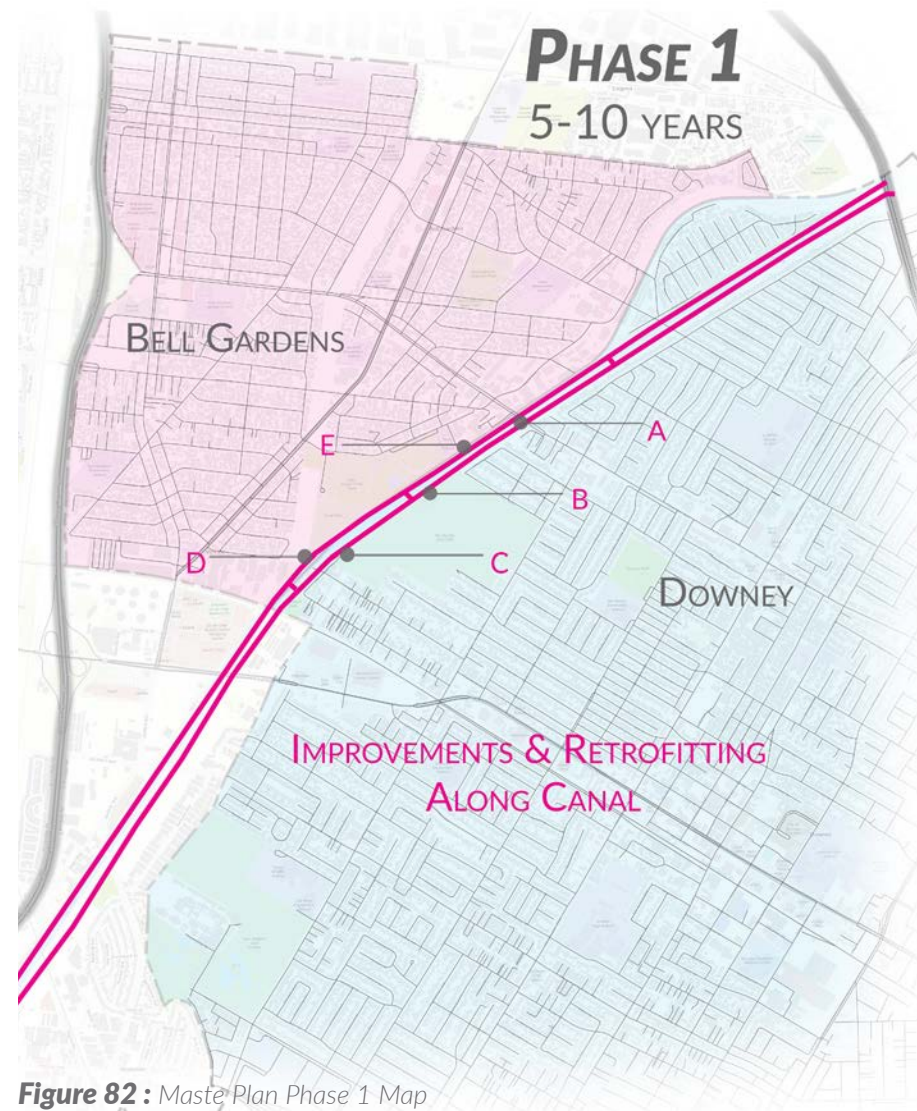 PHASE 1
5-10 YEARS
BELL GARDENS
E
A
B
D
C
DOWNEY
IMPROVEMENTS & RETROFITTING
ALONG CANAL
Figure 82 : Maste Plan Phase 1 Map